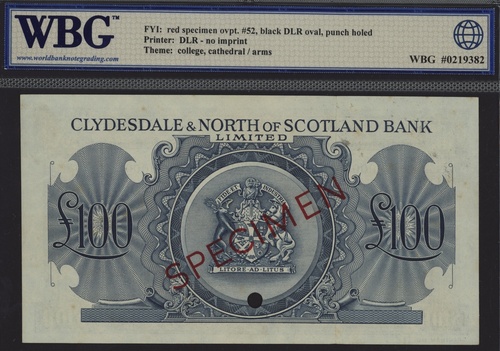 WBG
www.worldbanknotegrading.com
FYI: red specimen ovpt. #52, black DLR oval, punch holed
Printer: DLR - no imprint
Theme: college, cathedral / arms
WBG #0219382
CLYDESDALE & NORTH OF SCOTLAND BANK
LIMITED
£100
£100
SPECIMEN
LITORE·AD·LITUS